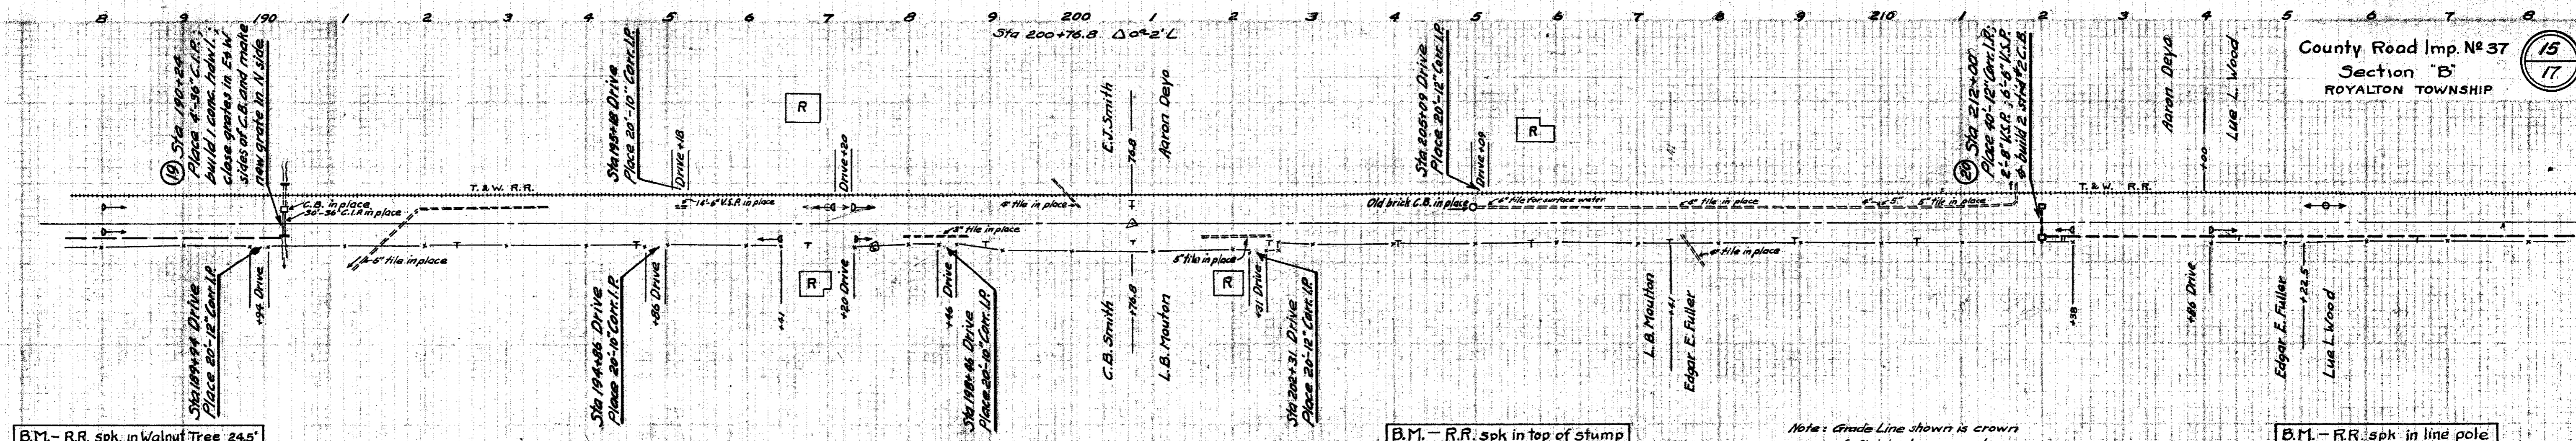 8 9 190 1 2 3 4 5 6 7 8 9 200 1 2 3 4 5 6 7 8 9 210 1 2 3 4 5 6 7 8
County Road Imp. Nº 37
Section "B"
ROYALTON TOWNSHIP
15
17
Sta 200+76.8 Δ 0°-2' L
19 Sta 190+24
Place 4'-36" C.I.P.;
build 1 conc. hdwl.;
close grates in E & W
sides of C.B. and make
new grate in N side
Sta 195+18 Drive
Place 20'-10" Corr. I.P.
Drive +18
R
Drive +20
E.J. Smith
76.8
Aaron Deyo
Sta 205+09 Drive
Place 20'-12" Corr. I.P.
Drive +09
R
20 Sta 212+00
Place 40'-12" Corr. I.P.;
2'-8" V.S.P.; 6'-6" V.S.P.
& build 2 st'd #2 C.B.
Aaron Deyo
+00
Lue L. Wood
T. & W. R.R.
T. & W. R.R.
C.B. in place
30'-36" C.I.P. in place
14'-6" V.S.P. in place
4" tile in place
Old brick C.B. in place
6" tile for surface water
4" tile in place
5"
5" tile in place
5" tile in place
3" tile in place
5" tile in place
4" tile in place
Sta 189+94 Drive
Place 20'-12" Corr. I.P.
+94 Drive
Sta 194+86 Drive
Place 20'-10" Corr. I.P.
+86 Drive
+41
R
+20 Drive
+46 Drive
Sta 198+46 Drive
Place 20'-10" Corr. I.P.
C.B. Smith
+76.8
L.B. Mouton
R
+31 Drive
Sta 202+31 Drive
Place 20'-12" Corr. I.P.
L.B. Moulton
+41
Edgar E. Fuller
+38
+86 Drive
Edgar E. Fuller
+22.5
Lue L. Wood
B.M. – R.R. spk. in Walnut Tree 24.5'
B.M. – R.R. spk in top of stump
Note: Grade Line shown is crown
B.M. – R.R. spk in line pole